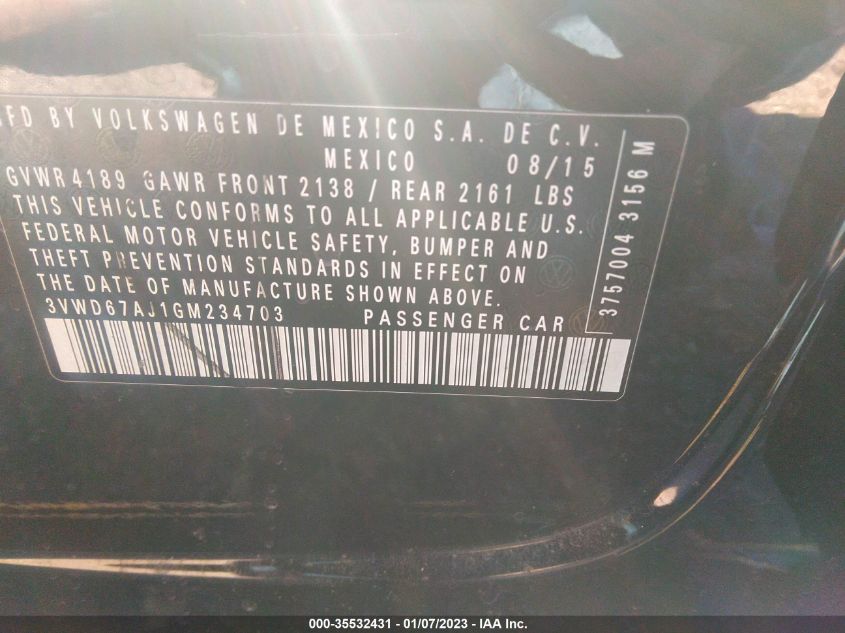 MFD BY VOLKSWAGEN DE MEXICO S.A. DE C.V.
MEXICO 08/15
GVWR 4189 GAWR FRONT 2138 / REAR 2161 LBS
THIS VEHICLE CONFORMS TO ALL APPLICABLE U.S.
FEDERAL MOTOR VEHICLE SAFETY, BUMPER AND
THEFT PREVENTION STANDARDS IN EFFECT ON
THE DATE OF MANUFACTURE SHOWN ABOVE.
3VWD67AJ1GM234703 PASSENGER CAR
3757004 3156 M
000-35532431 - 01/07/2023 - IAA Inc.